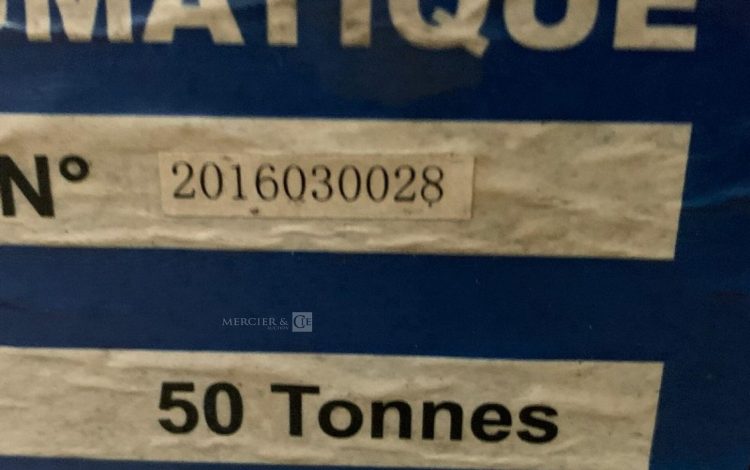 MATIQUE
N° 2016030028
MERCIER & CIE
50 Tonnes